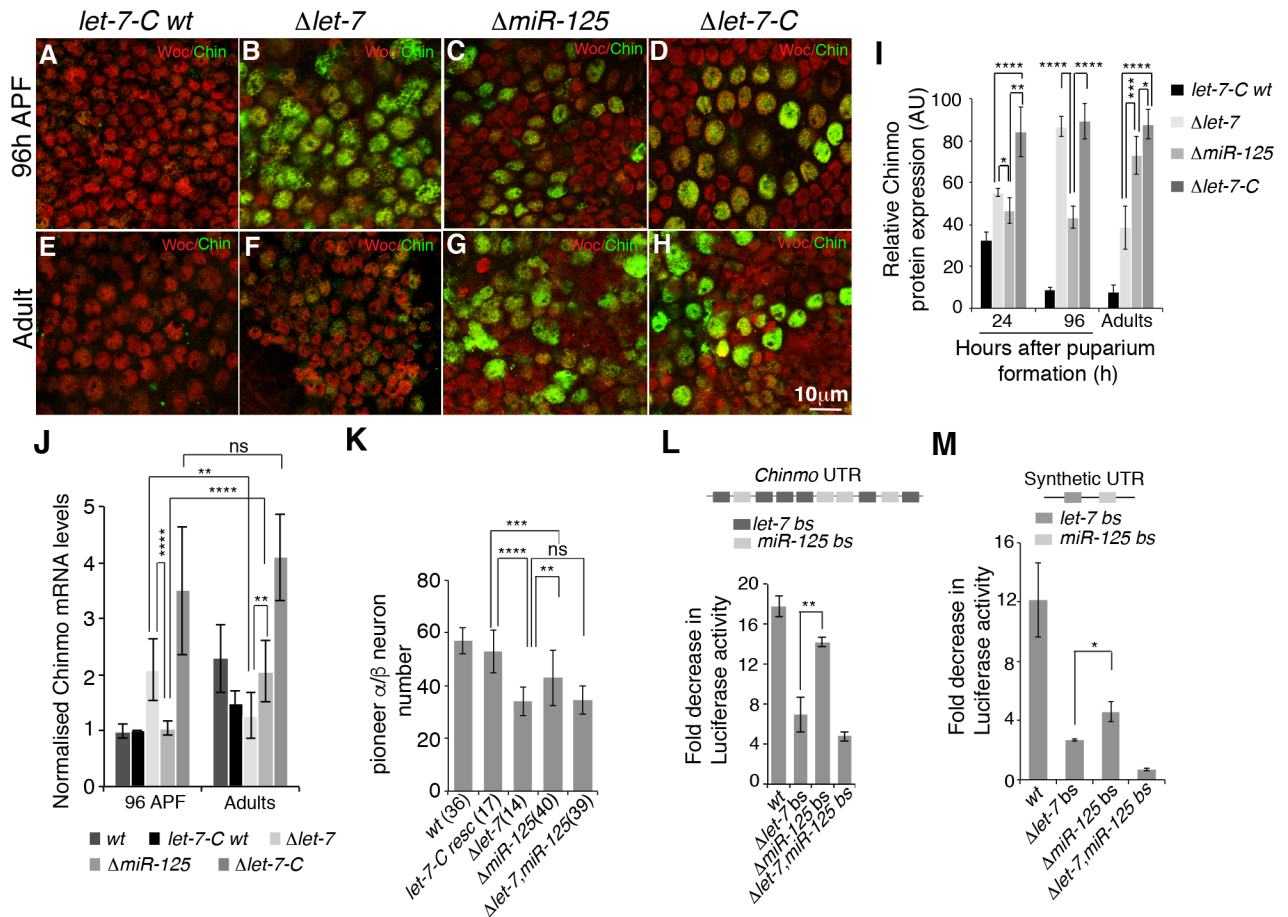 let-7-C wt
Δlet-7
ΔmiR-125
Δlet-7-C
96h APF
A
Woc/Chin
B
Woc/Chin
C
Woc/Chin
D
Woc/Chin
Adult
E
Woc/Chin
F
Woc/Chin
G
Woc/Chin
H
Woc/Chin
10µm
I
Relative Chinmo
protein expression (AU)
100
80
60
40
20
0
****
**
*
****
****
****
****
*
24
96
Adults
Hours after puparium
formation (h)
let-7-C wt
Δlet-7
ΔmiR-125
Δlet-7-C
J
Normalised Chinmo mRNA levels
5
4
3
2
1
0
ns
**
****
****
**
96 APF
Adults
wt
let-7-C wt
Δlet-7
ΔmiR-125
Δlet-7-C
K
pioneer α/β neuron
number
80
60
40
20
0
***
****
ns
**
wt (36)
let-7-C resc (17)
Δlet-7(14)
ΔmiR-125(40)
Δlet-7,miR-125(39)
L
Chinmo UTR
let-7 bs
miR-125 bs
Fold decrease in
Luciferase activity
20
16
12
8
4
0
**
wt
Δlet-7 bs
ΔmiR-125 bs
Δlet-7,miR-125 bs
M
Synthetic UTR
let-7 bs
miR-125 bs
Fold decrease in
Luciferase activity
16
12
8
4
0
*
wt
Δlet-7 bs
ΔmiR-125 bs
Δlet-7,miR-125 bs